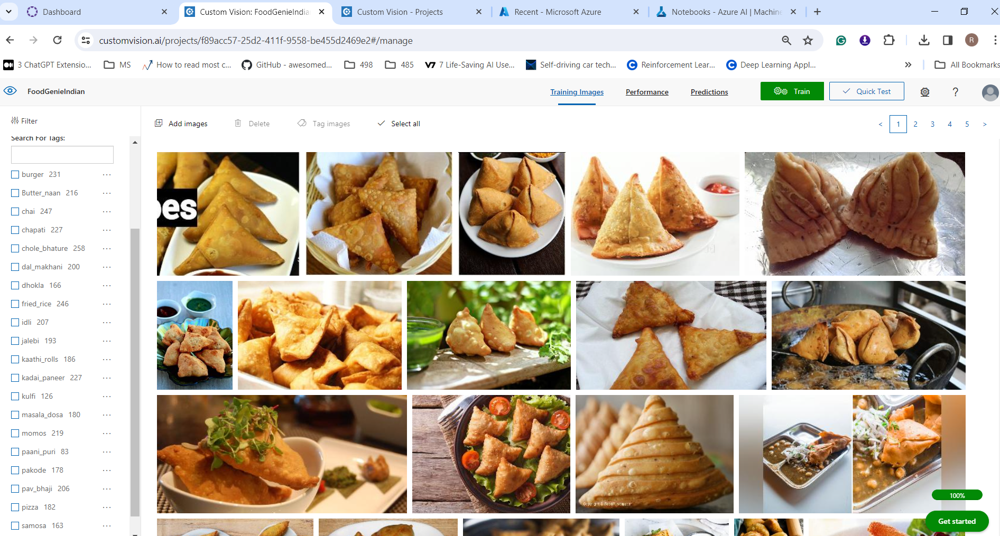 Dashboard
Custom Vision: FoodGenieIndian
Custom Vision - Projects
Recent - Microsoft Azure
Notebooks - Azure AI | Machine
customvision.ai/projects/f89acc57-25d2-411f-9558-be455d2469e2#/manage
R
3 ChatGPT Extensio...
MS
How to read most c...
GitHub - awesomed...
498
485
7 Life-Saving AI Use...
Self-driving car tech...
Reinforcement Lear...
Deep Learning Appl...
All Bookmarks
FoodGenieIndian
Training Images
Performance
Predictions
Train
Quick Test
?
Filter
Add images
Delete
Tag images
Select all
< 1 2 3 4 5 >
Search For Tags:
burger 231 ...
Butter_naan 216 ...
chai 247 ...
chapati 227 ...
chole_bhature 258 ...
dal_makhani 200 ...
dhokla 166 ...
fried_rice 246 ...
idli 207 ...
jalebi 193 ...
kaathi_rolls 186 ...
kadai_paneer 227 ...
kulfi 126 ...
masala_dosa 180 ...
momos 219 ...
paani_puri 83 ...
pakode 178 ...
pav_bhaji 206 ...
pizza 182 ...
samosa 163 ...
pes
Copyright © FoodFusion.com
100%
Get started